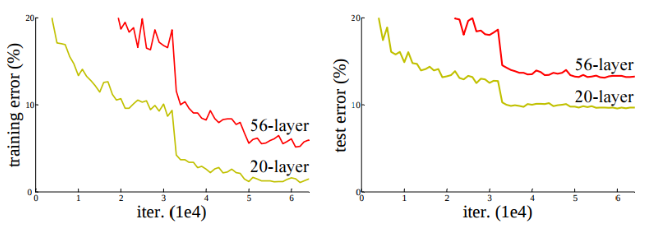 training error (%)
20
10
0
56-layer
20-layer
0 1 2 3 4 5 6
iter. (1e4)
test error (%)
20
10
0
56-layer
20-layer
0 1 2 3 4 5 6
iter. (1e4)